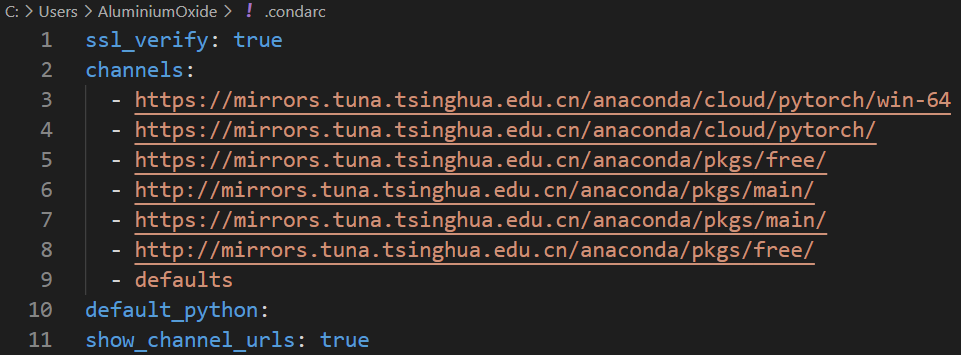 C: > Users > AluminiumOxide > ! .condarc
1 ssl_verify: true
2 channels:
3 - https://mirrors.tuna.tsinghua.edu.cn/anaconda/cloud/pytorch/win-64
4 - https://mirrors.tuna.tsinghua.edu.cn/anaconda/cloud/pytorch/
5 - https://mirrors.tuna.tsinghua.edu.cn/anaconda/pkgs/free/
6 - http://mirrors.tuna.tsinghua.edu.cn/anaconda/pkgs/main/
7 - https://mirrors.tuna.tsinghua.edu.cn/anaconda/pkgs/main/
8 - http://mirrors.tuna.tsinghua.edu.cn/anaconda/pkgs/free/
9 - defaults
10 default_python:
11 show_channel_urls: true